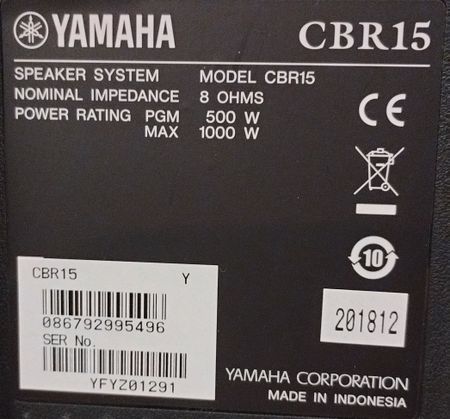 YAMAHA CBR15
SPEAKER SYSTEM MODEL CBR15
NOMINAL IMPEDANCE 8 OHMS
POWER RATING PGM 500 W
MAX 1000 W
CE
10
CBR15 Y
086792995496
SER No.
YFYZ01291
201812
YAMAHA CORPORATION
MADE IN INDONESIA